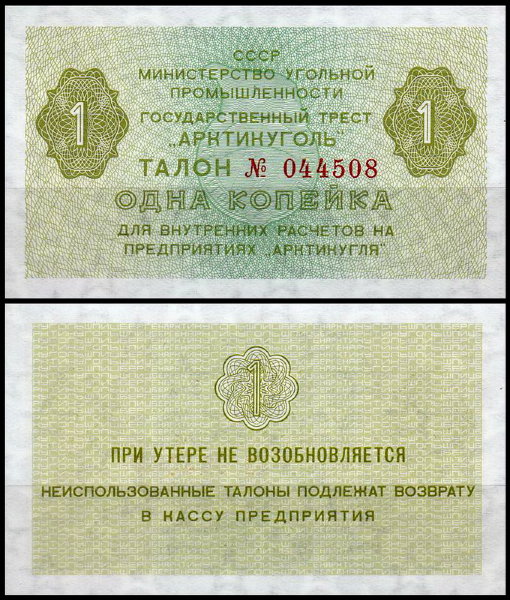 СССР
МИНИСТЕРСТВО УГОЛЬНОЙ
ПРОМЫШЛЕННОСТИ
ГОСУДАРСТВЕННЫЙ ТРЕСТ
„АРКТИКУГОЛЬ"
1
1
ТАЛОН № 044508
ОДНА КОПЕЙКА
ДЛЯ ВНУТРЕННИХ РАСЧЕТОВ НА
ПРЕДПРИЯТИЯХ „АРКТИКУГЛЯ"
1
ПРИ УТЕРЕ НЕ ВОЗОБНОВЛЯЕТСЯ
НЕИСПОЛЬЗОВАННЫЕ ТАЛОНЫ ПОДЛЕЖАТ ВОЗВРАТУ
В КАССУ ПРЕДПРИЯТИЯ